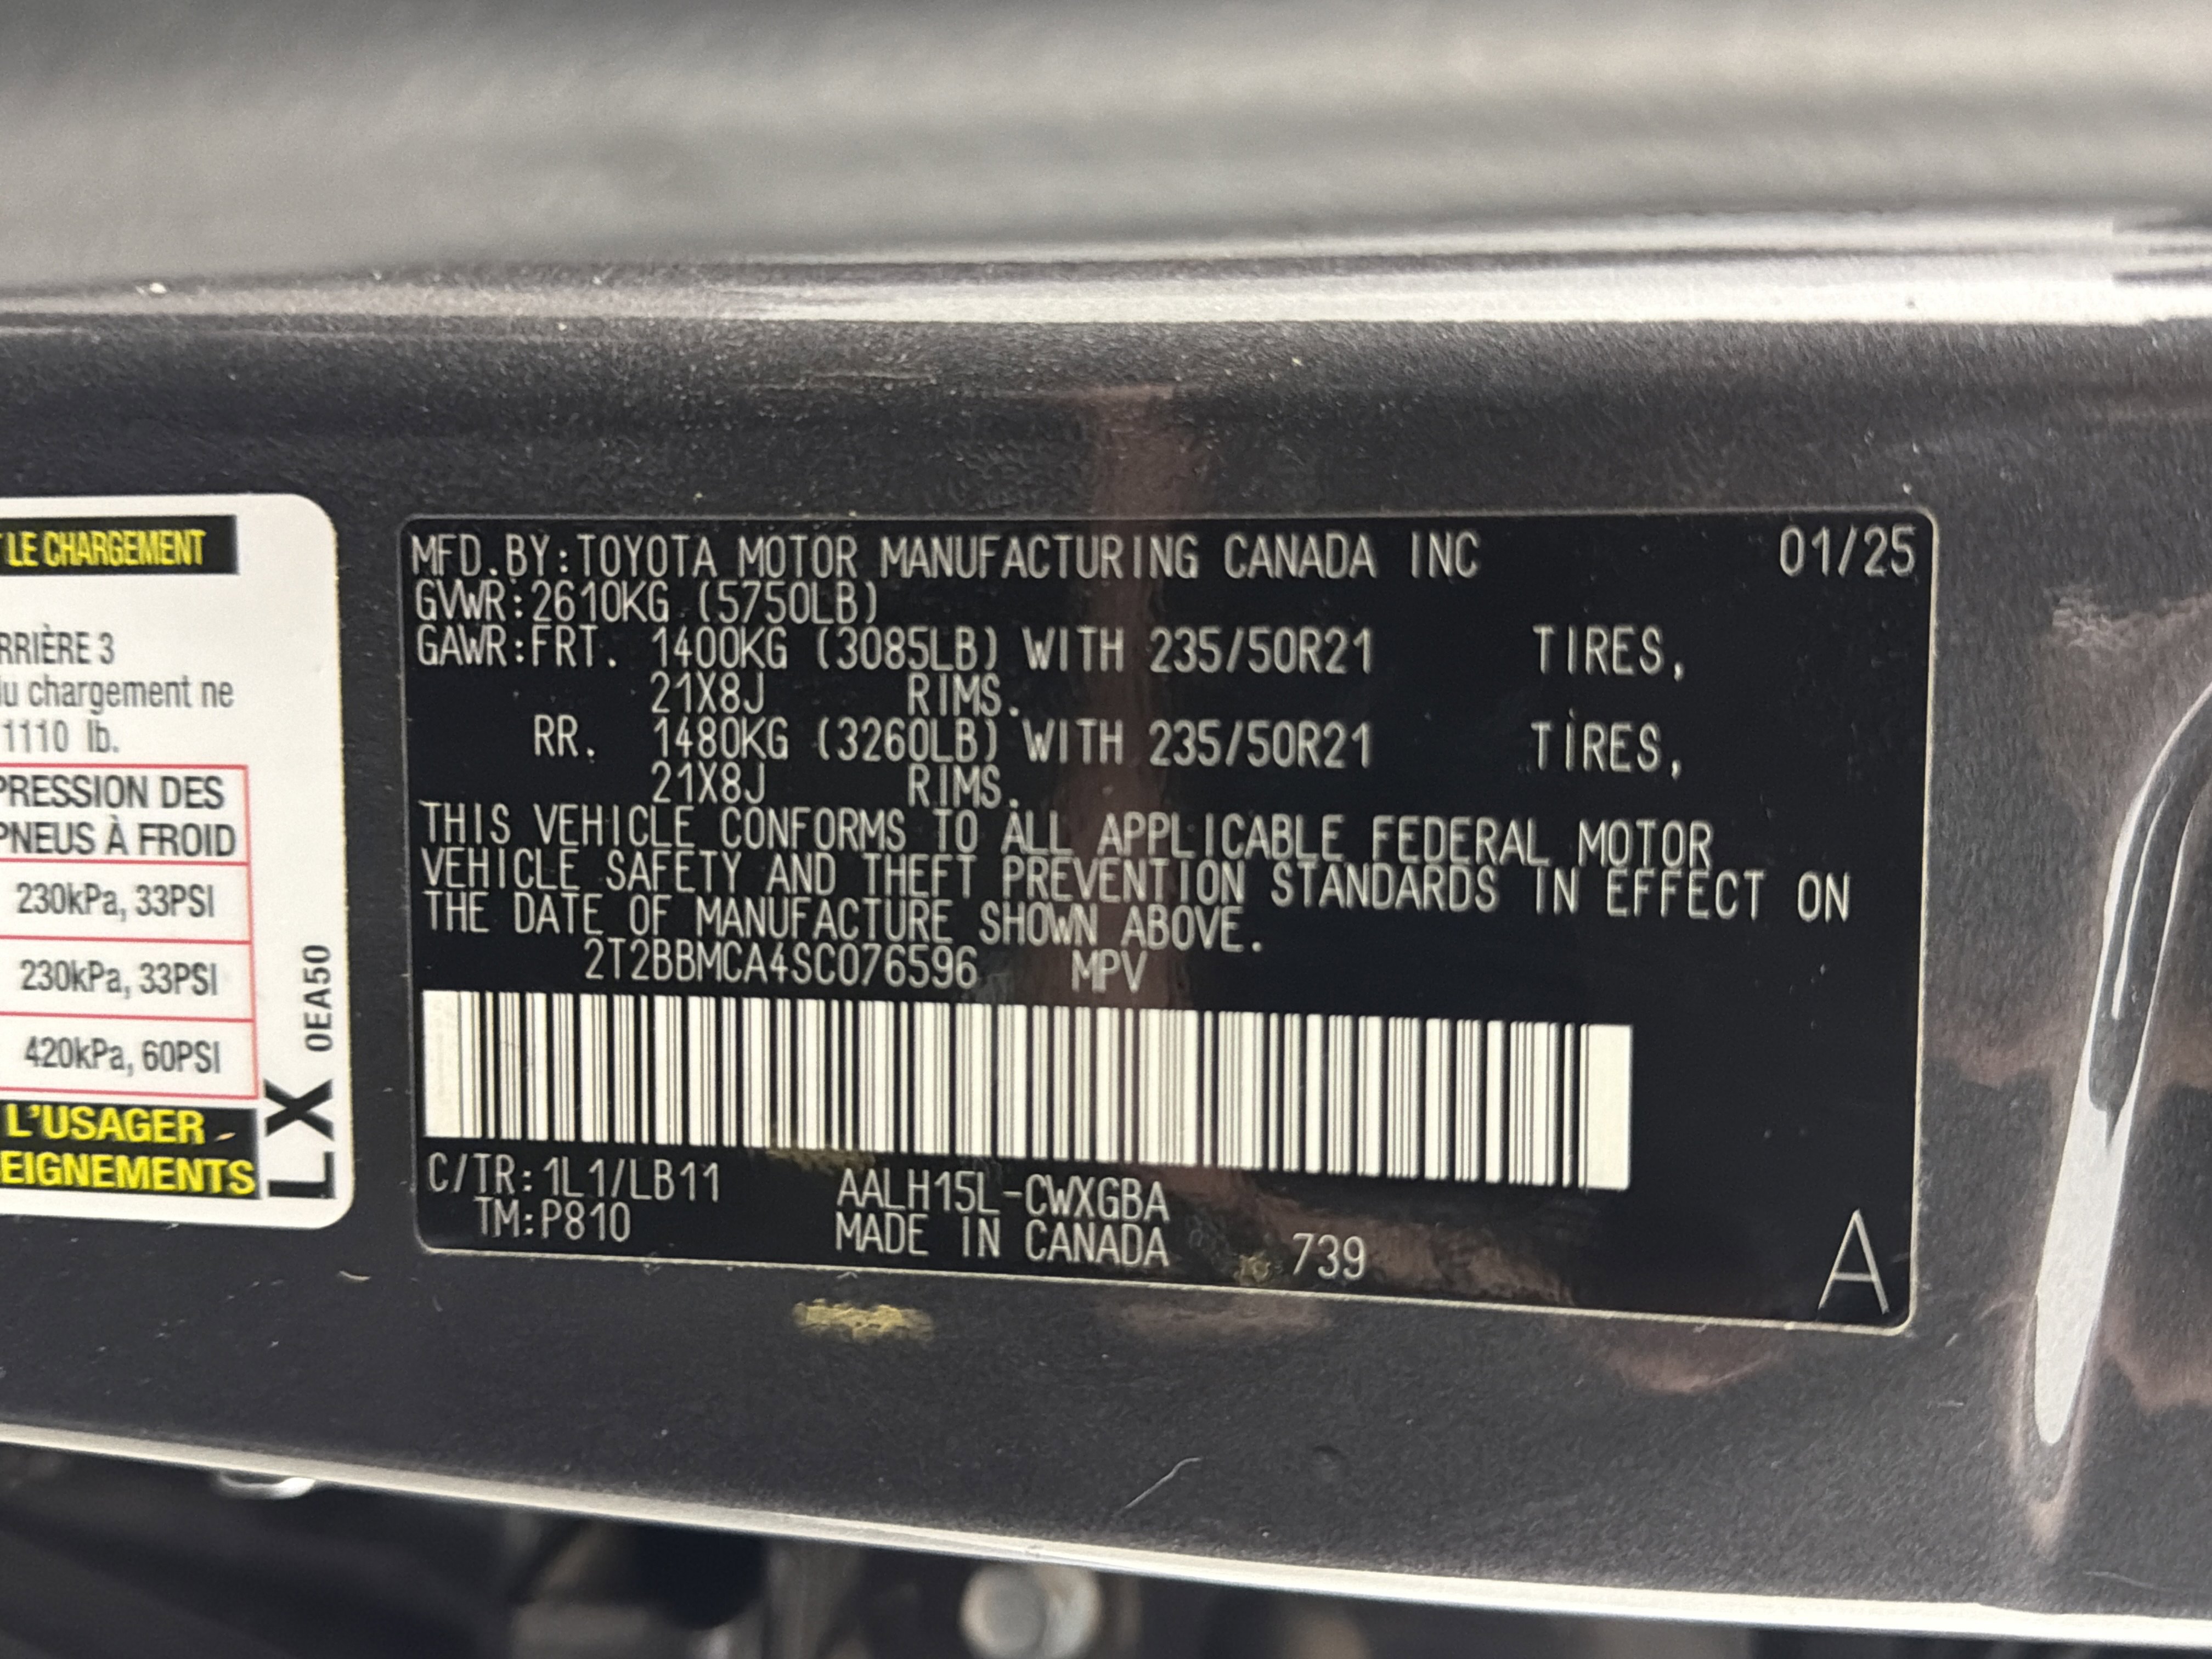 LE CHARGEMENT
RRIÈRE 3
du chargement ne
1110 lb.
PRESSION DES
PNEUS À FROID
230kPa, 33PSI
230kPa, 33PSI
420kPa, 60PSI
L'USAGER
EIGNEMENTS
LX 0EA50
MFD.BY:TOYOTA MOTOR MANUFACTURING CANADA INC 01/25
GVWR:2610KG (5750LB)
GAWR:FRT. 1400KG (3085LB) WITH 235/50R21 TIRES,
21X8J RIMS.
RR. 1480KG (3260LB) WITH 235/50R21 TIRES,
21X8J RIMS.
THIS VEHICLE CONFORMS TO ALL APPLICABLE FEDERAL MOTOR
VEHICLE SAFETY AND THEFT PREVENTION STANDARDS IN EFFECT ON
THE DATE OF MANUFACTURE SHOWN ABOVE.
2T2BBMCA4SC076596 MPV
C/TR:1L1/LB11 AALH15L-CWXGBA
TM:P810 MADE IN CANADA 739
A